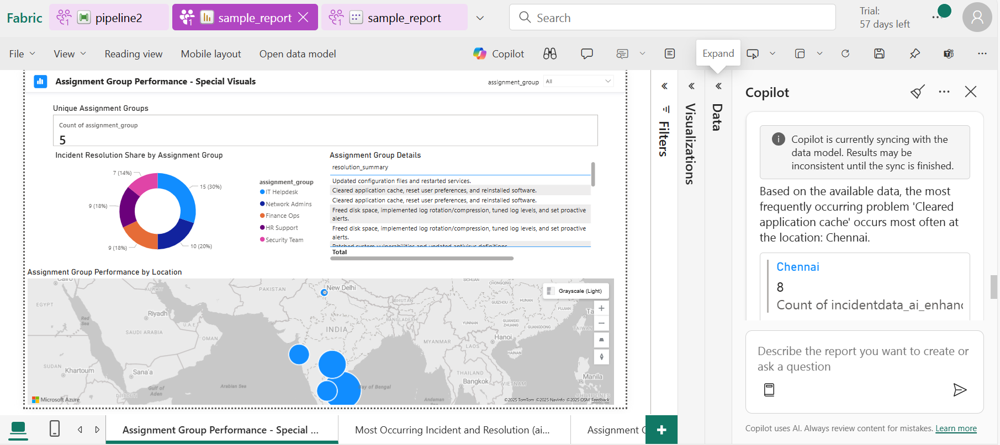 Fabric
1
pipeline2
1
sample_report
1
sample_report
Search
Trial:
57 days left
File
View
Reading view
Mobile layout
Open data model
Copilot
Expand
Assignment Group Performance - Special Visuals
assignment_group
All
Unique Assignment Groups
Count of assignment_group
5
Incident Resolution Share by Assignment Group
7 (14%)
15 (30%)
9 (18%)
9 (18%)
10 (20%)
assignment_group
IT Helpdesk
Network Admins
Finance Ops
HR Support
Security Team
Assignment Group Details
resolution_summary
Updated configuration files and restarted services.
Cleared application cache, reset user preferences, and reinstalled software.
Cleared application cache, reset user preferences, and reinstalled software.
Freed disk space, implemented log rotation/compression, tuned log levels, and set proactive
alerts.
Freed disk space, implemented log rotation/compression, tuned log levels, and set proactive
alerts.
Patched system vulnerabilities and updated antivirus definitions.
Total
Assignment Group Performance by Location
Cairo
KUWAIT
PAKISTAN
New Delhi
SICHUAN
CHONGQING
Grayscale (Light)
EGYPT
BHUTAN
GUIZHOU
HUNAN
FUJIAN
Riyadh
Red
Sea
U.A.E.
BANGLADESH
Ta
SAUDI ARABIA
OMAN
INDIA
YUNNAN
GUANGXI
ZHUANG
GUANGDONG
TAIWAN
MYANMAR
Hanoi
LAOS
HAINAN
SUDAN
Khartoum
Sana'a
THAILAND
Bangkok
VIETNAM
Manila
Arabian Sea
Bay of Bengal
Gulf of
Aden
DJIBOUTI
Andaman
PHILIPPINES
Microsoft Azure
©2025 TomTom ©2025 NavInfo ©2025 OSM Feedback
Filters
Visualizations
Data
Copilot
Copilot is currently syncing with the
data model. Results may be
inconsistent until the sync is finished.
Based on the available data, the most
frequently occurring problem 'Cleared
application cache' occurs most often at
the location: Chennai.
Chennai
8
Count of incidentdata_ai_enhanc
Describe the report you want to create or
ask a question
Copilot uses AI. Always review content for mistakes. Learn more
Assignment Group Performance - Special ...
Most Occurring Incident and Resolution (ai...
Assignment G